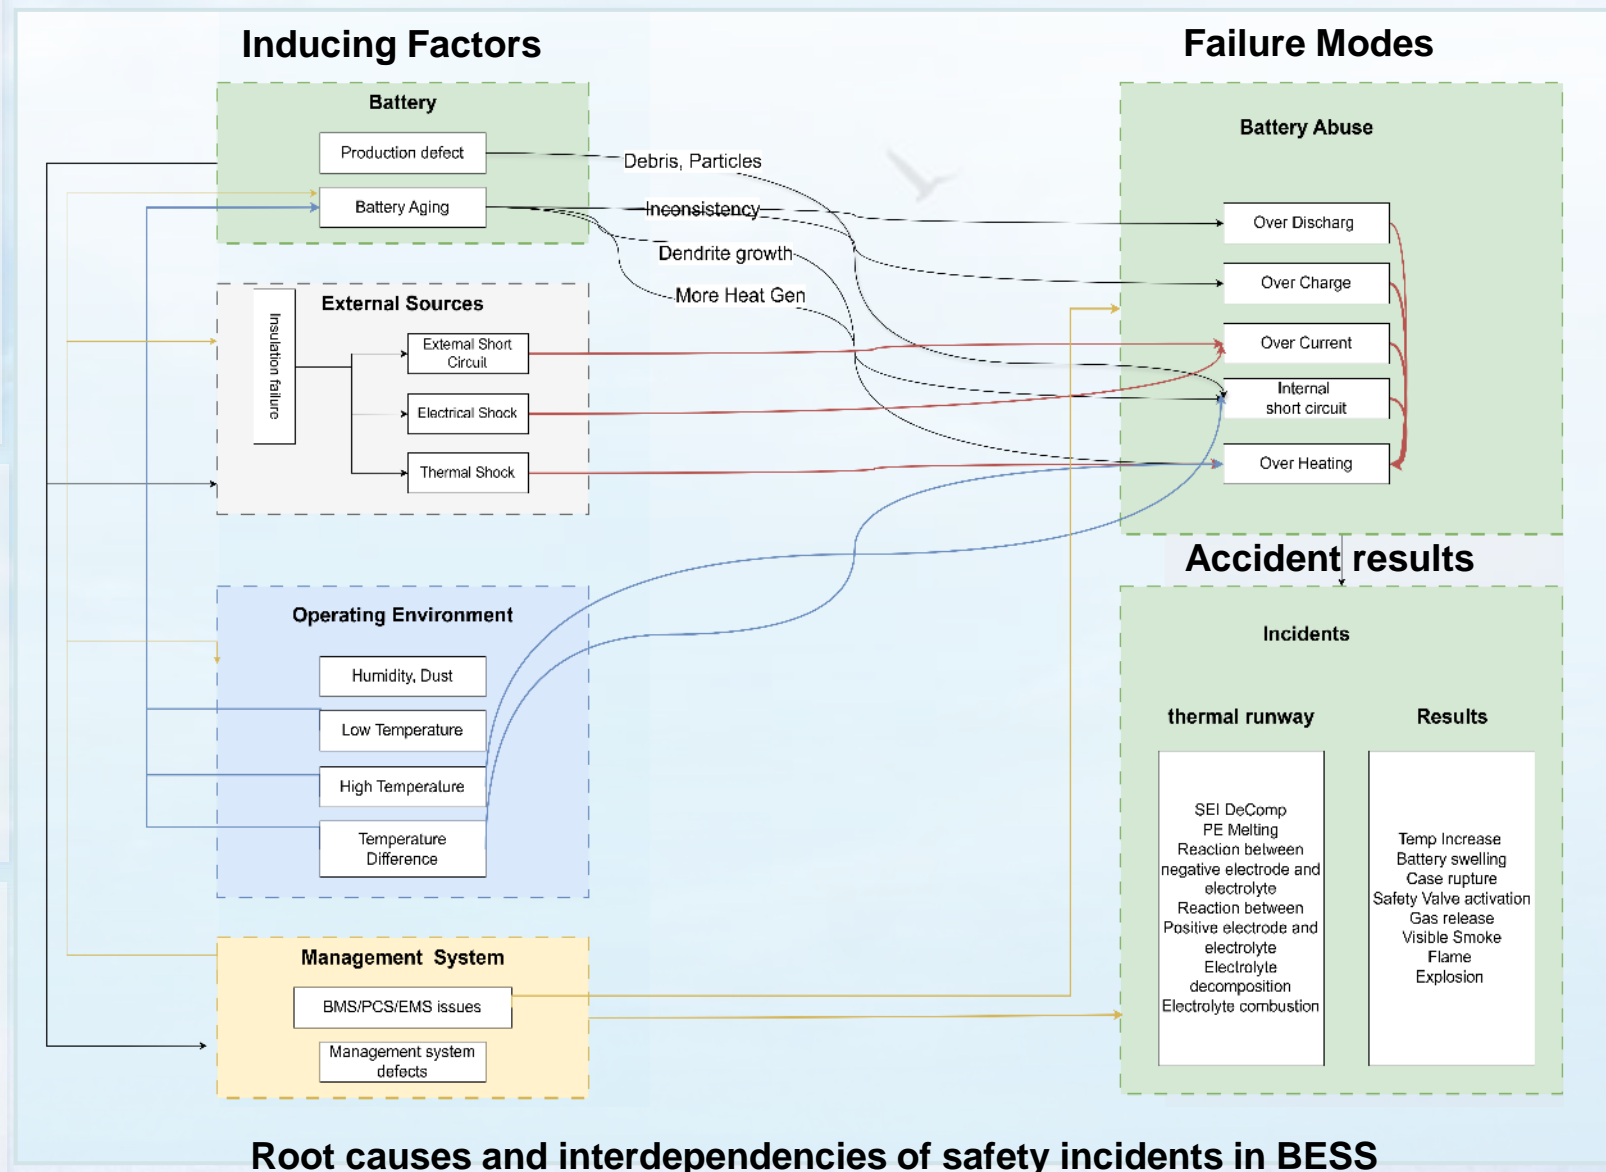 Inducing Factors
Failure Modes
Battery
Production defect
Battery Aging
Debris, Particles
Inconsistency
Dendrite growth
More Heat Gen
External Sources
Insulation failure
External Short
Circuit
Electrical Shock
Thermal Shock
Operating Environment
Humidity, Dust
Low Temperature
High Temperature
Temperature
Difference
Management System
BMS/PCS/EMS issues
Management system
defects
Battery Abuse
Over Discharg
Over Charge
Over Current
Internal
short circuit
Over Heating
Accident results
Incidents
thermal runway
SEI DeComp
PE Melting
Reaction between
negative electrode and
electrolyte
Reaction between
Positive electrode and
electrolyte
Electrolyte
decomposition
Electrolyte combustion
Results
Temp Increase
Battery swelling
Case rupture
Safety Valve activation
Gas release
Visible Smoke
Flame
Explosion
Root causes and interdependencies of safety incidents in BESS